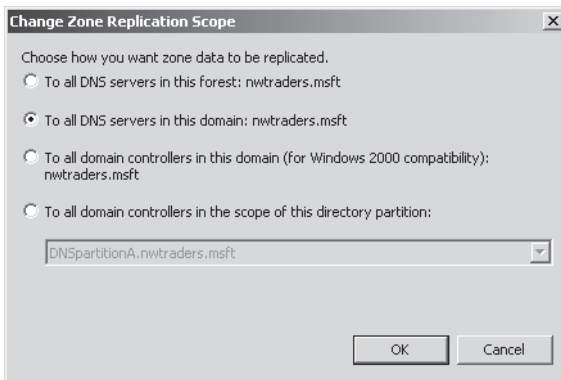 Change Zone Replication Scope
Choose how you want zone data to be replicated.
To all DNS servers in this forest: nwtraders.msft
To all DNS servers in this domain: nwtraders.msft
To all domain controllers in this domain (for Windows 2000 compatibility):
nwtraders.msft
To all domain controllers in the scope of this directory partition:
DNSpartitionA.nwtraders.msft
OK
Cancel